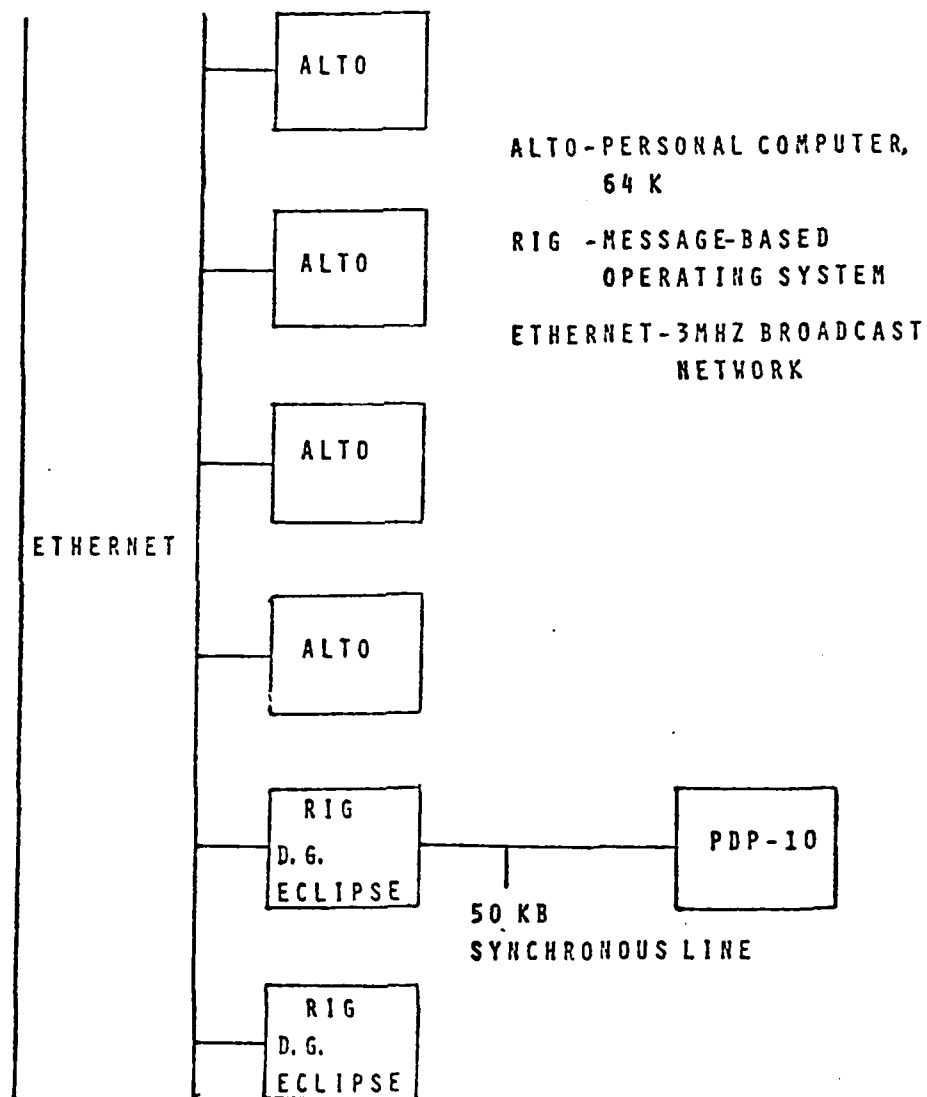 ALTO
ALTO-PERSONAL COMPUTER,
64 K
ALTO
RIG -MESSAGE-BASED
OPERATING SYSTEM
ETHERNET-3MHZ BROADCAST
NETWORK
ALTO
ETHERNET
ALTO
RIG
D.G.
ECLIPSE
PDP-10
50 KB
SYNCHRONOUS LINE
RIG
D.G.
ECLIPSE